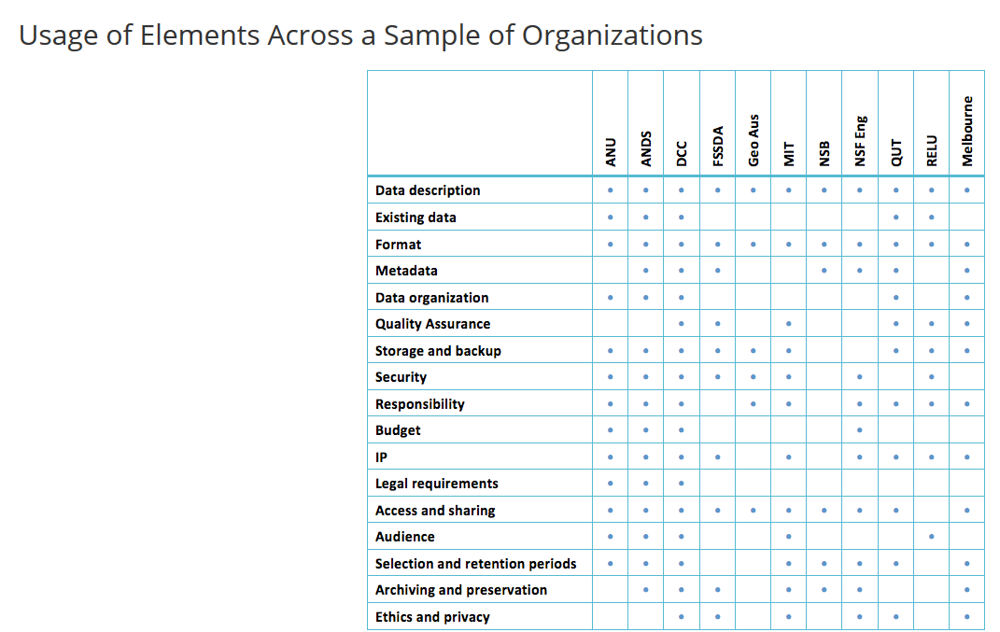 Usage of Elements Across a Sample of Organizations
ANU ANDS DCC FSSDA Geo Aus MIT NSB NSF Eng QUT RELU Melbourne
Data description • • • • • • • • • • •
Existing data • • • • •
Format • • • • • • • • • • •
Metadata • • • • • • •
Data organization • • • • •
Quality Assurance • • • • • •
Storage and backup • • • • • • • • •
Security • • • • • • • •
Responsibility • • • • • • • • •
Budget • • • •
IP • • • • • • • • •
Legal requirements • • •
Access and sharing • • • • • • • • • •
Audience • • • • •
Selection and retention periods • • • • • • • •
Archiving and preservation • • • • • • •
Ethics and privacy • • • • • •